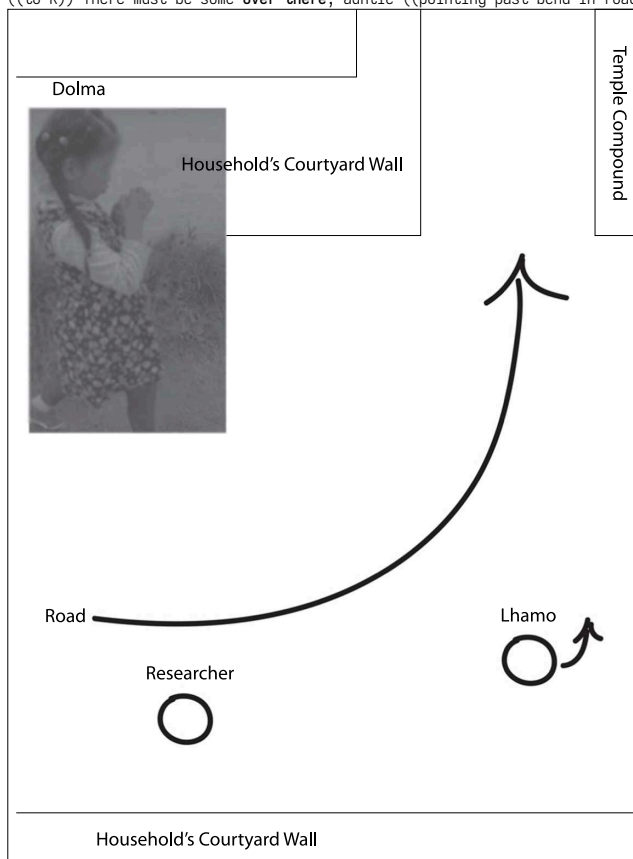 ((to R)) There must be some over there, auntie ((pointing past bend in road
Dolma
Temple Compound
Household's Courtyard Wall
Road
Lhamo
Researcher
Household's Courtyard Wall